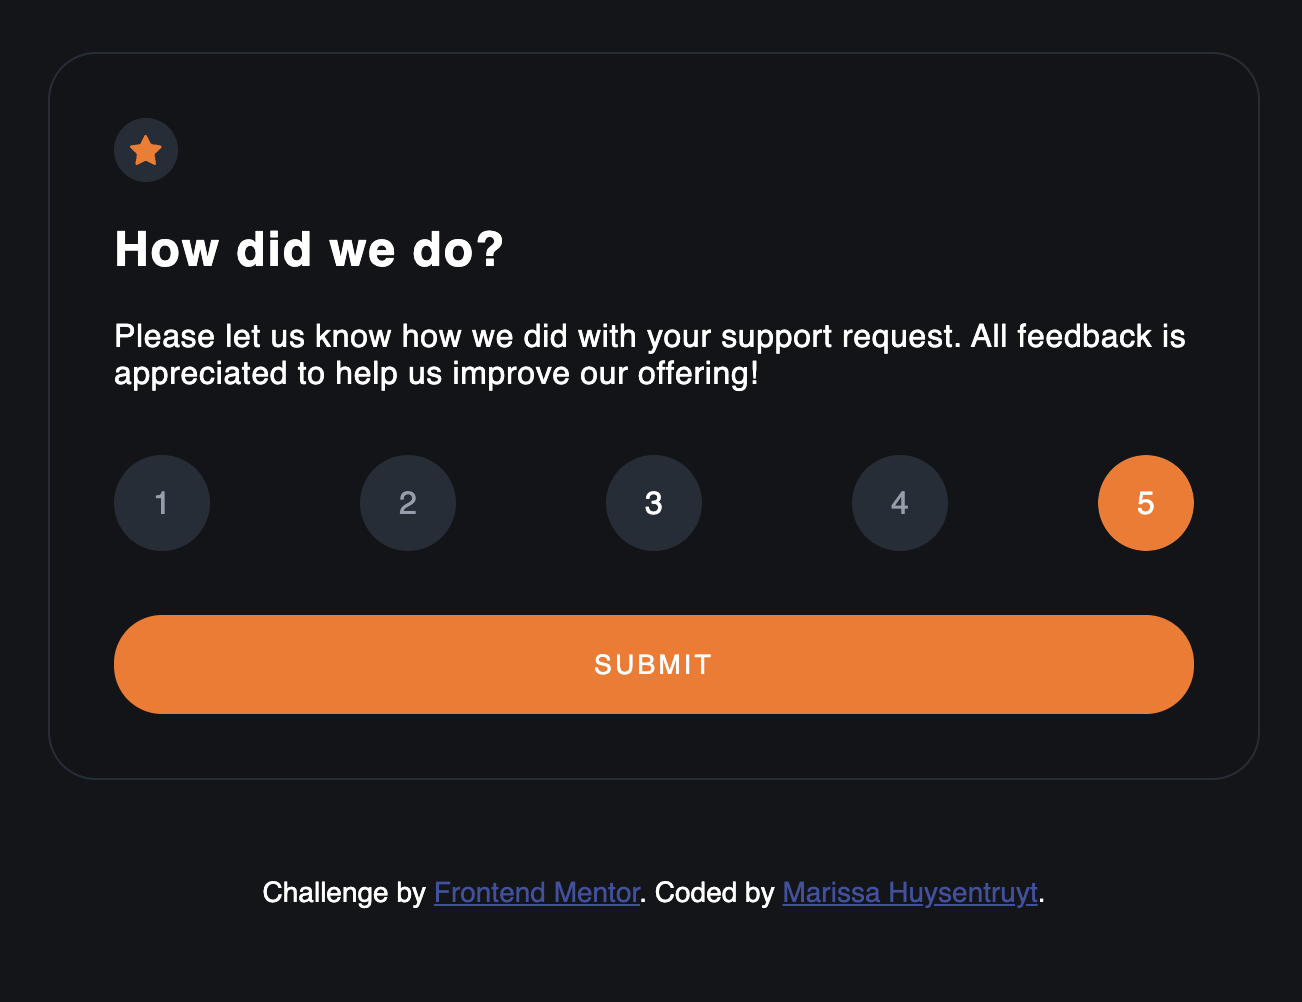 How did we do?
Please let us know how we did with your support request. All feedback is
appreciated to help us improve our offering!
1 2 3 4 5
SUBMIT
Challenge by Frontend Mentor. Coded by Marissa Huysentruyt.